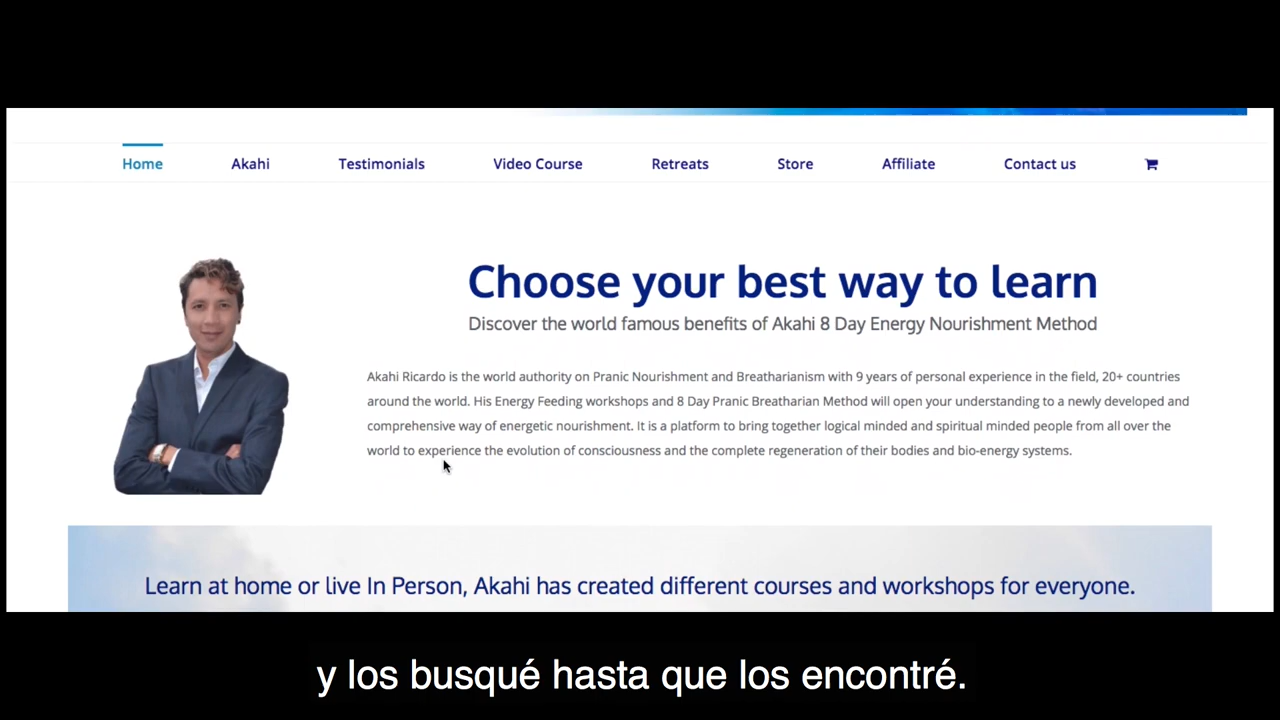 Home Akahi Testimonials Video Course Retreats Store Affiliate Contact us
Choose your best way to learn
Discover the world famous benefits of Akahi 8 Day Energy Nourishment Method
Akahi Ricardo is the world authority on Pranic Nourishment and Breatharianism with 9 years of personal experience in the field, 20+ countries
around the world. His Energy Feeding workshops and 8 Day Pranic Breatharian Method will open your understanding to a newly developed and
comprehensive way of energetic nourishment. It is a platform to bring together logical minded and spiritual minded people from all over the
world to experience the evolution of consciousness and the complete regeneration of their bodies and bio-energy systems.
Learn at home or live In Person, Akahi has created different courses and workshops for everyone.
y los busqué hasta que los encontré.